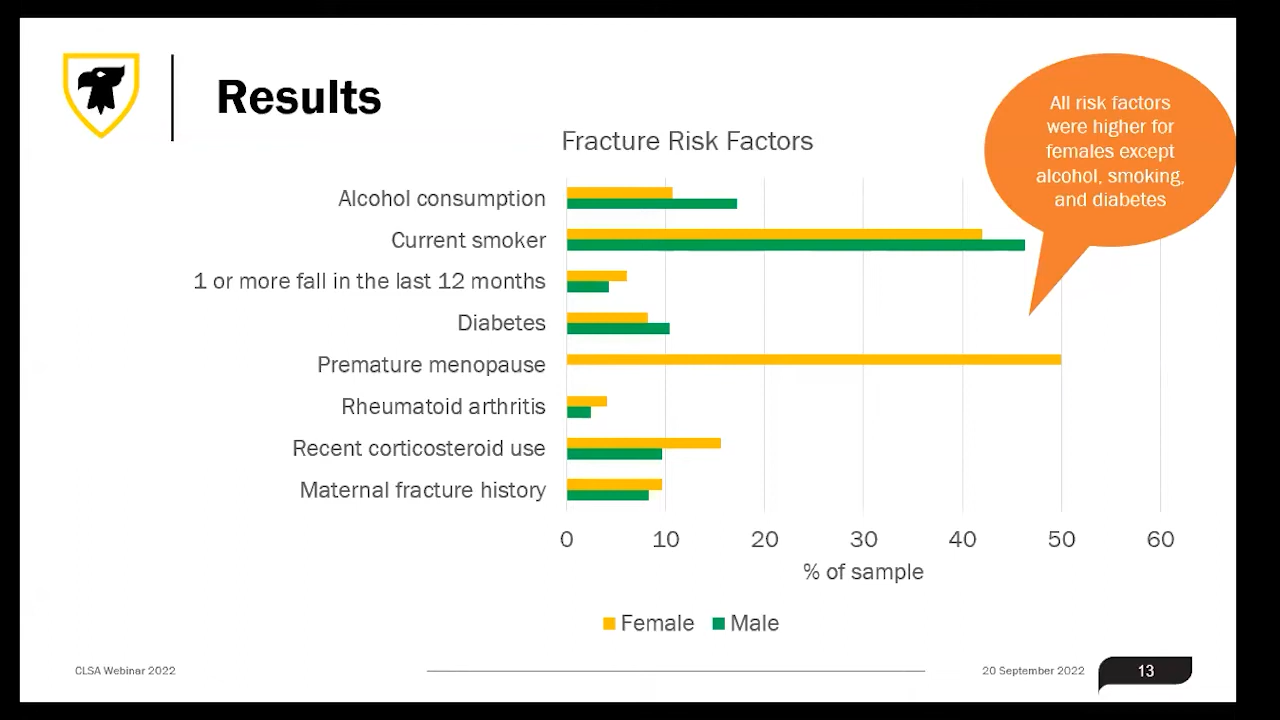 Results
Fracture Risk Factors
All risk factors
were higher for
females except
alcohol, smoking,
and diabetes
Alcohol consumption
Current smoker
1 or more fall in the last 12 months
Diabetes
Premature menopause
Rheumatoid arthritis
Recent corticosteroid use
Maternal fracture history
0 10 20 30 40 50 60
% of sample
Female Male
CLSA Webinar 2022
20 September 2022
13